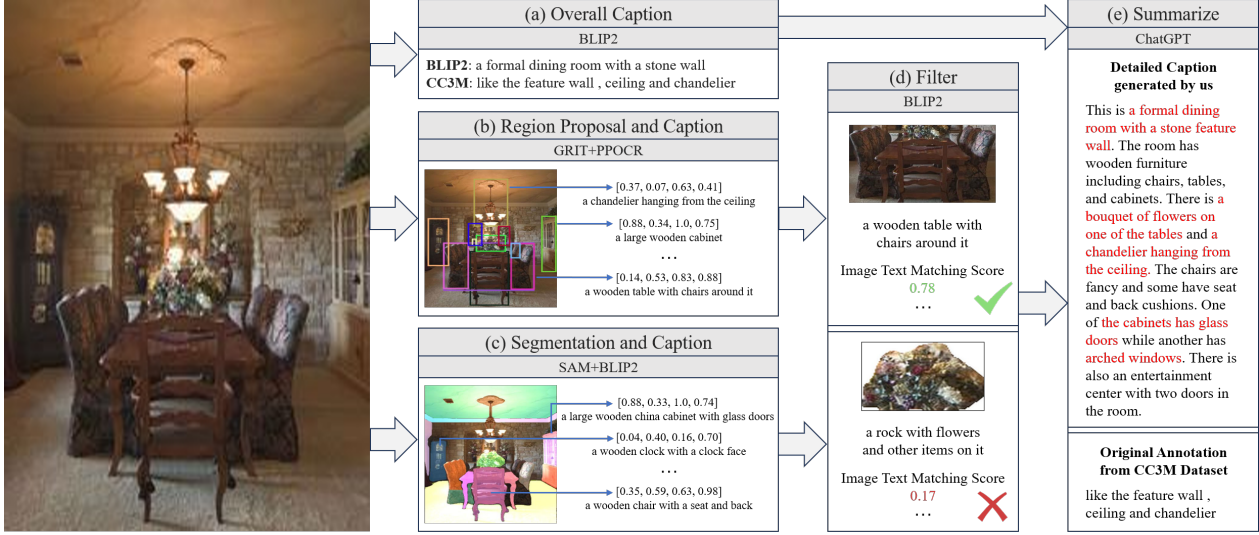 (a) Overall Caption
BLIP2
BLIP2: a formal dining room with a stone wall
CC3M: like the feature wall , ceiling and chandelier
(b) Region Proposal and Caption
GRIT+PPOCR
[0.37, 0.07, 0.63, 0.41]
a chandelier hanging from the ceiling
[0.88, 0.34, 1.0, 0.75]
a large wooden cabinet
...
[0.14, 0.53, 0.83, 0.88]
a wooden table with chairs around it
(c) Segmentation and Caption
SAM+BLIP2
[0.88, 0.33, 1.0, 0.74]
a large wooden china cabinet with glass doors
[0.04, 0.40, 0.16, 0.70]
a wooden clock with a clock face
...
[0.35, 0.59, 0.63, 0.98]
a wooden chair with a seat and back
(d) Filter
BLIP2
a wooden table with
chairs around it
Image Text Matching Score
0.78
...
a rock with flowers
and other items on it
Image Text Matching Score
0.17
...
(e) Summarize
ChatGPT
Detailed Caption
generated by us
This is a formal dining
room with a stone feature
wall. The room has
wooden furniture
including chairs, tables,
and cabinets. There is a
bouquet of flowers on
one of the tables and a
chandelier hanging from
the ceiling. The chairs are
fancy and some have seat
and back cushions. One
of the cabinets has glass
doors while another has
arched windows. There is
also an entertainment
center with two doors in
the room.
Original Annotation
from CC3M Dataset
like the feature wall ,
ceiling and chandelier